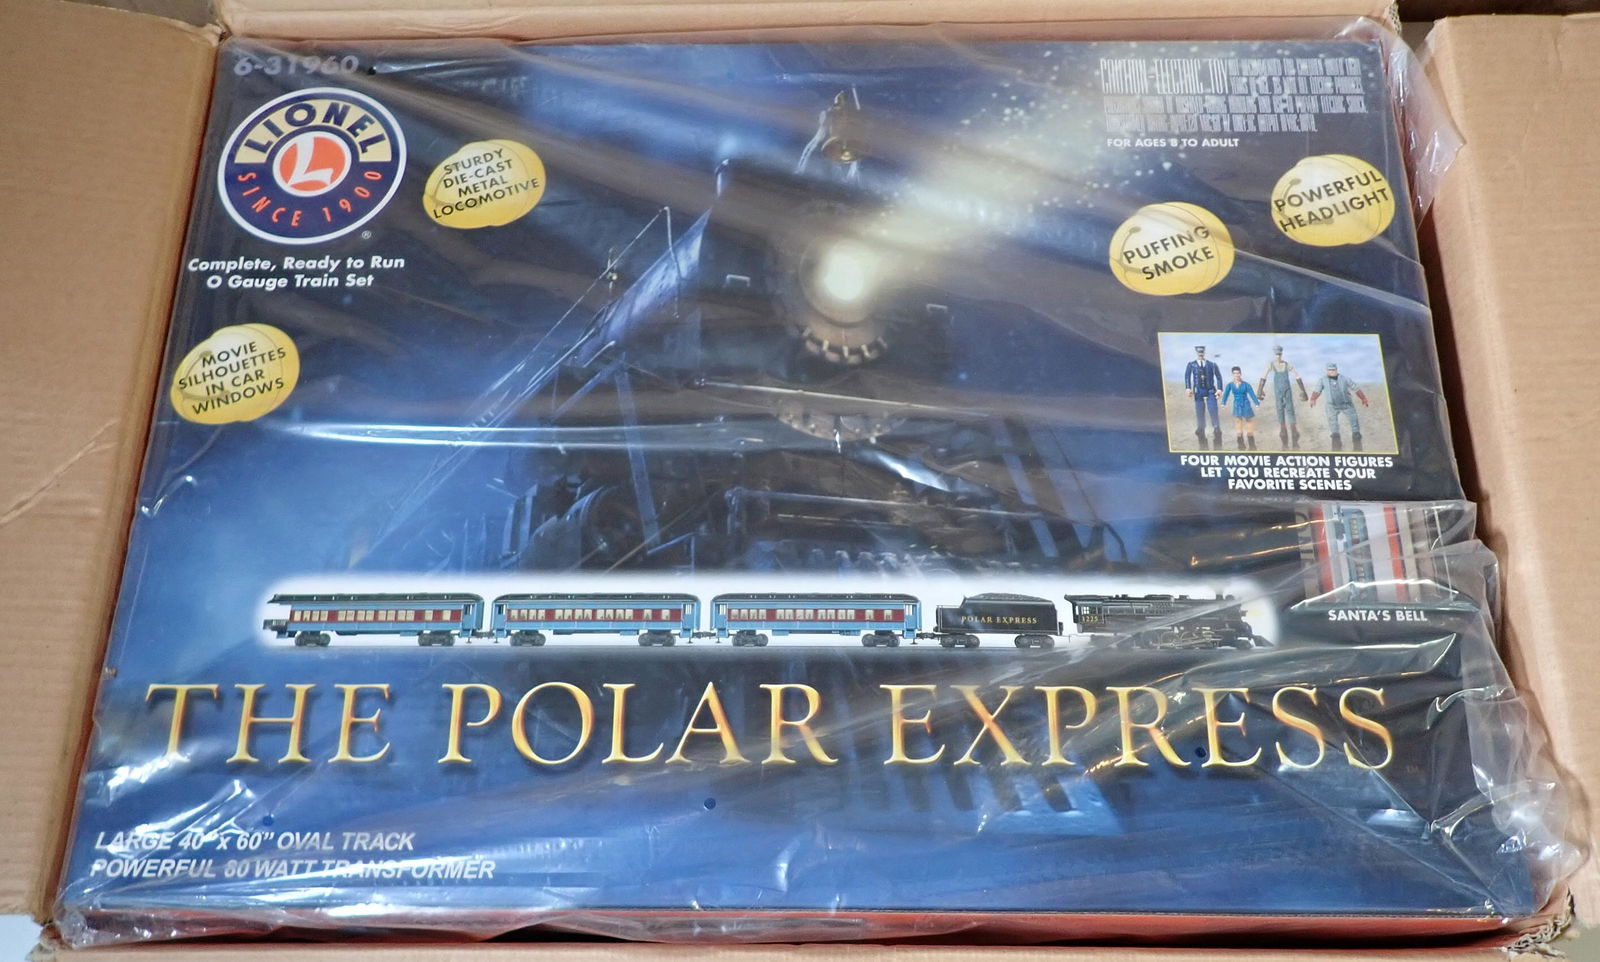 6-31960
LIONEL
SINCE 1900
®
Complete, Ready to Run
O Gauge Train Set
STURDY
DIE-CAST
METAL
LOCOMOTIVE
MOVIE
SILHOUETTES
IN CAR
WINDOWS
CAUTION-ELECTRIC TOY
FOR AGES 8 TO ADULT
POWERFUL
HEADLIGHT
PUFFING
SMOKE
FOUR MOVIE ACTION FIGURES
LET YOU RECREATE YOUR
FAVORITE SCENES
SANTA'S BELL
POLAR EXPRESS
1225
THE POLAR EXPRESS
LARGE 40" x 60" OVAL TRACK
POWERFUL 80 WATT TRANSFORMER